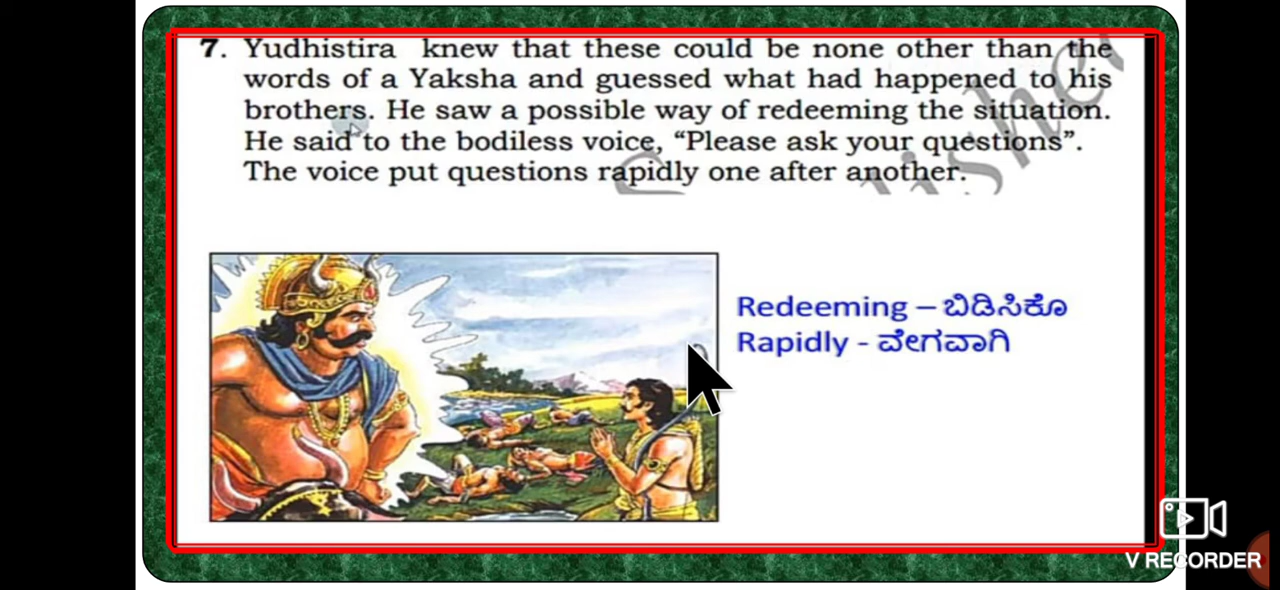 7. Yudhistira knew that these could be none other than the
words of a Yaksha and guessed what had happened to his
brothers. He saw a possible way of redeeming the situation.
He said to the bodiless voice, “Please ask your questions”.
The voice put questions rapidly one after another.
Redeeming – ಬಿಡಿಸಿಕೊ
Rapidly - ವೇಗವಾಗಿ
V RECORDER